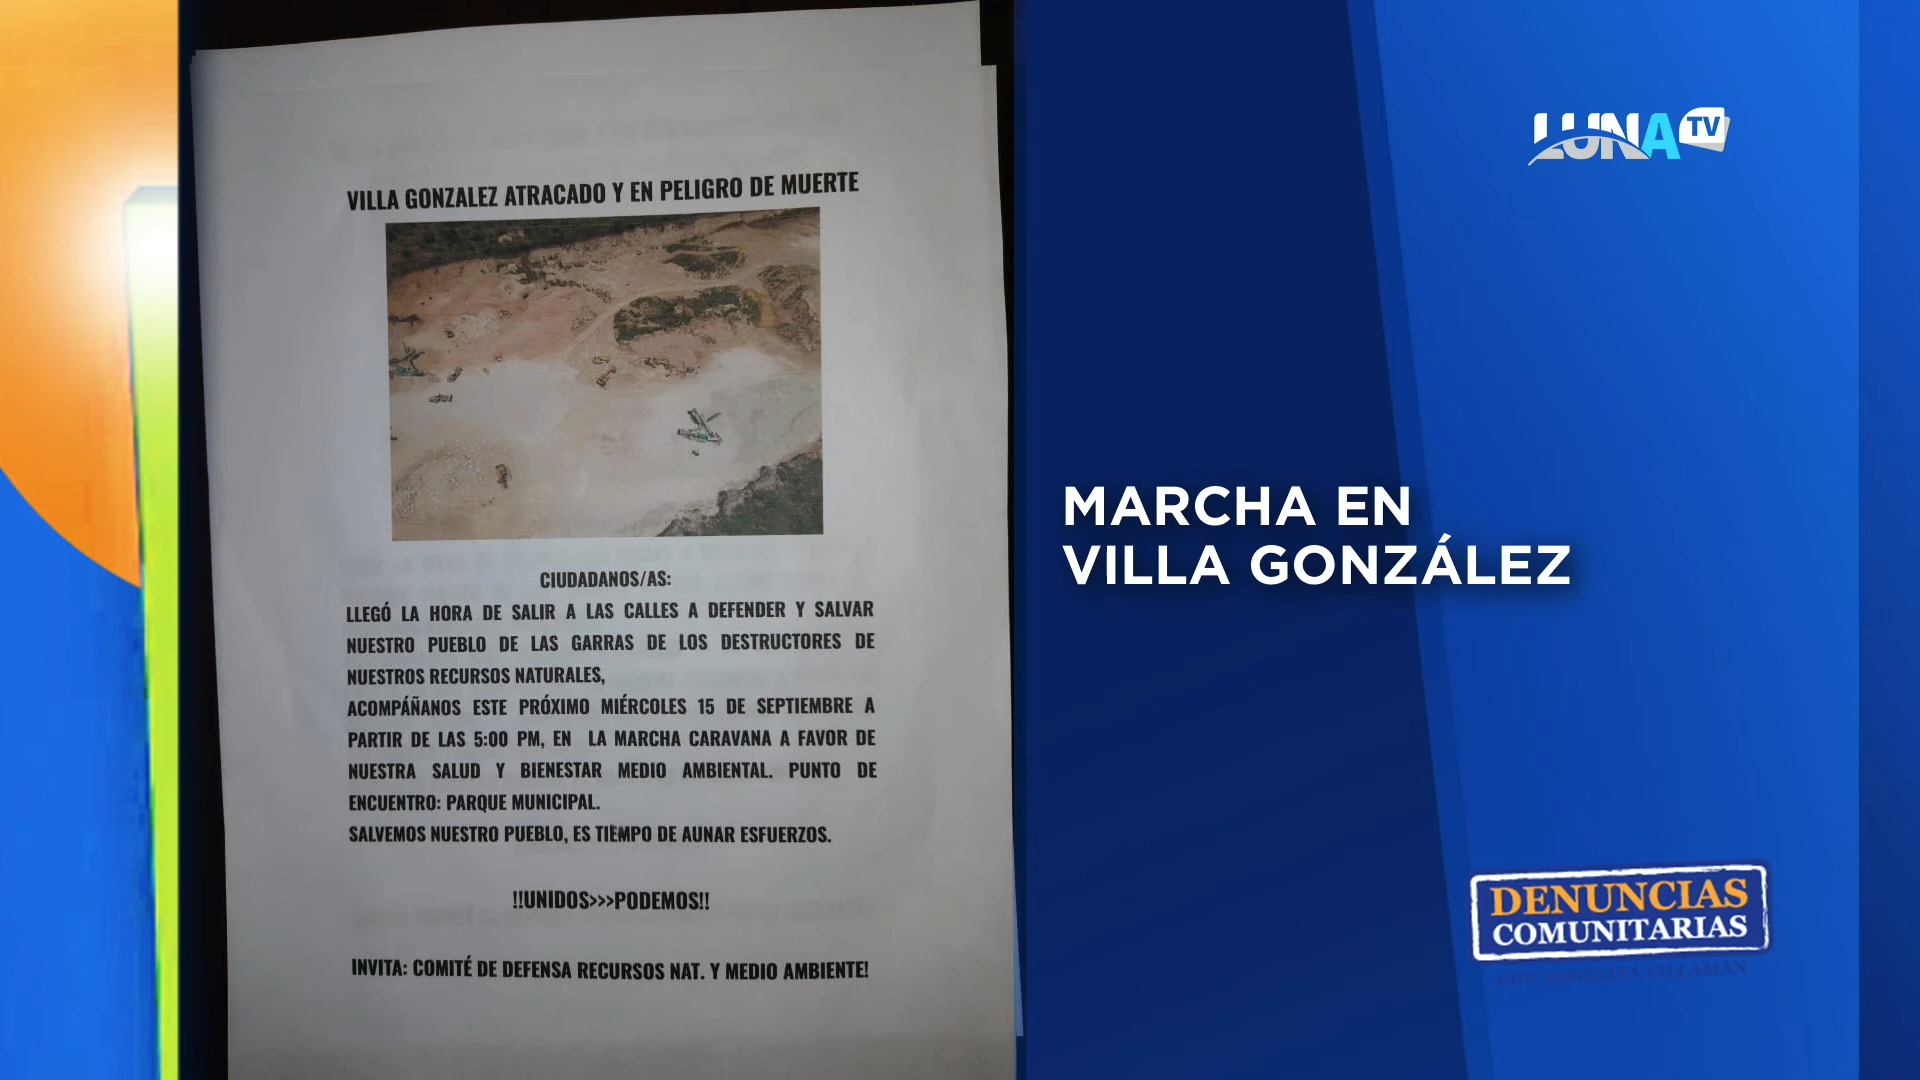 VILLA GONZALEZ ATRACADO Y EN PELIGRO DE MUERTE
CIUDADANOS/AS:
LLEGÓ LA HORA DE SALIR A LAS CALLES A DEFENDER Y SALVAR
NUESTRO PUEBLO DE LAS GARRAS DE LOS DESTRUCTORES DE
NUESTROS RECURSOS NATURALES,
ACOMPÁÑANOS ESTE PRÓXIMO MIÉRCOLES 15 DE SEPTIEMBRE A
PARTIR DE LAS 5:00 PM, EN LA MARCHA CARAVANA A FAVOR DE
NUESTRA SALUD Y BIENESTAR MEDIO AMBIENTAL. PUNTO DE
ENCUENTRO: PARQUE MUNICIPAL.
SALVEMOS NUESTRO PUEBLO, ES TIEMPO DE AUNAR ESFUERZOS.
!!UNIDOS>>>PODEMOS!!
INVITA: COMITÉ DE DEFENSA RECURSOS NAT. Y MEDIO AMBIENTE!
LUNA TV
MARCHA EN
VILLA GONZÁLEZ
DENUNCIAS
COMUNITARIAS
CON ANGELITA VILLAMAN